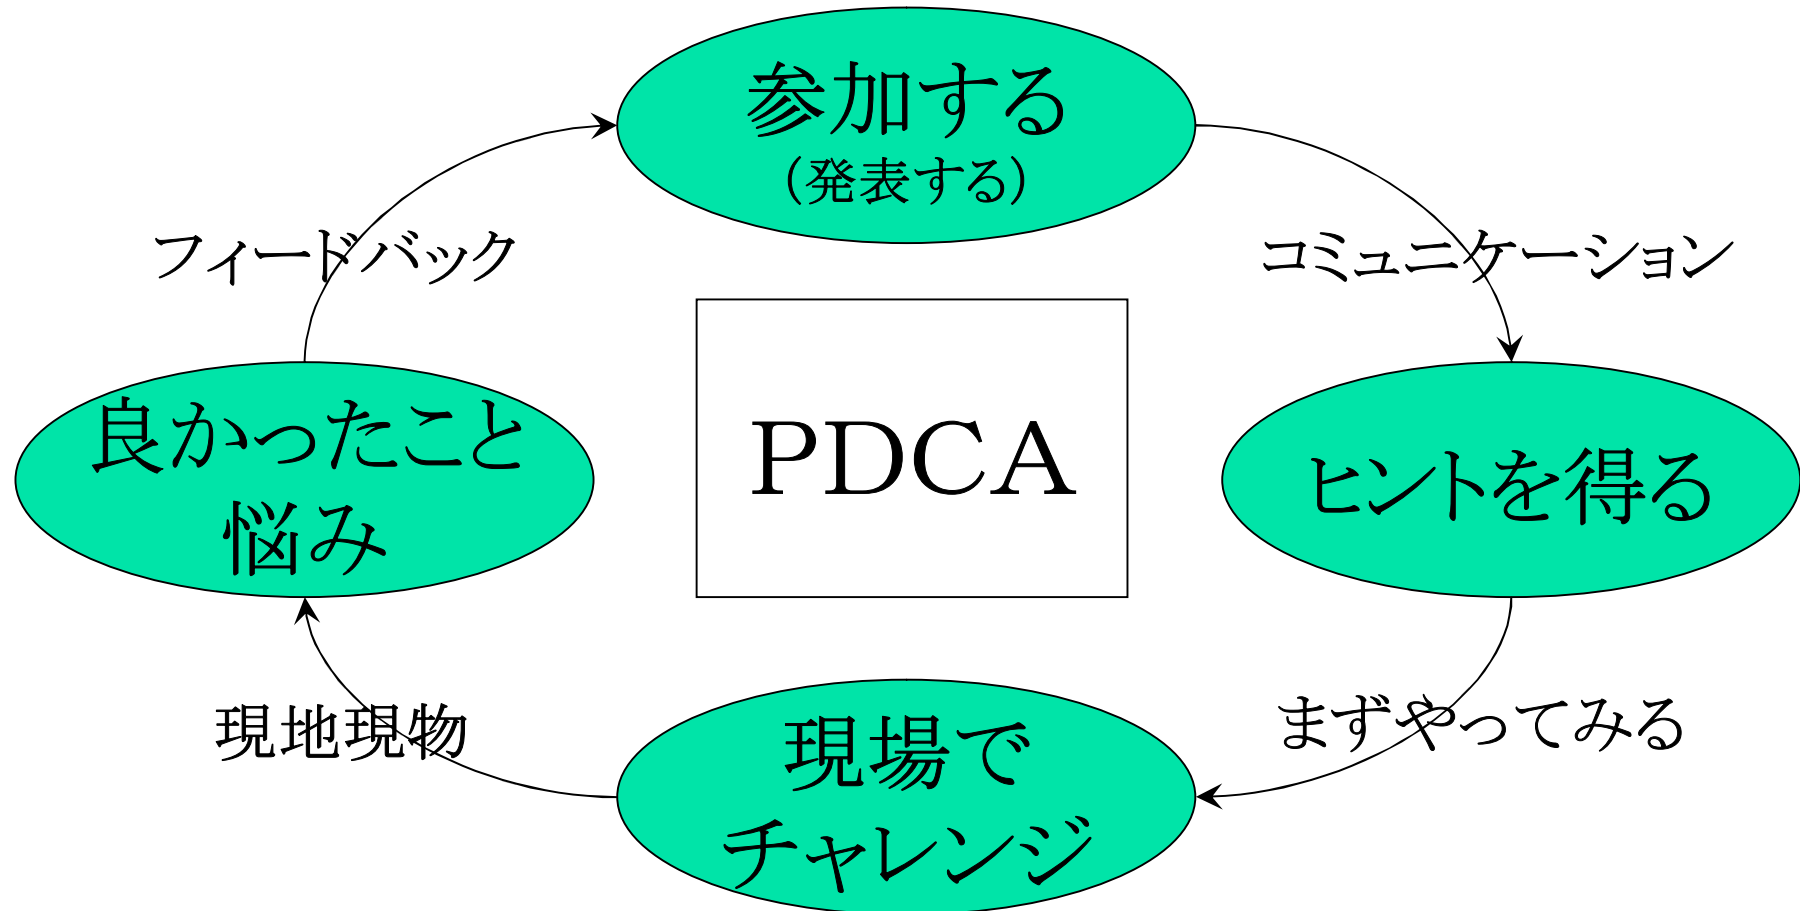 参加する
(発表する)
フィードバック
コミュニケーション
PDCA
良かったこと
悩み
ヒントを得る
現地現物
まずやってみる
現場で
チャレンジ